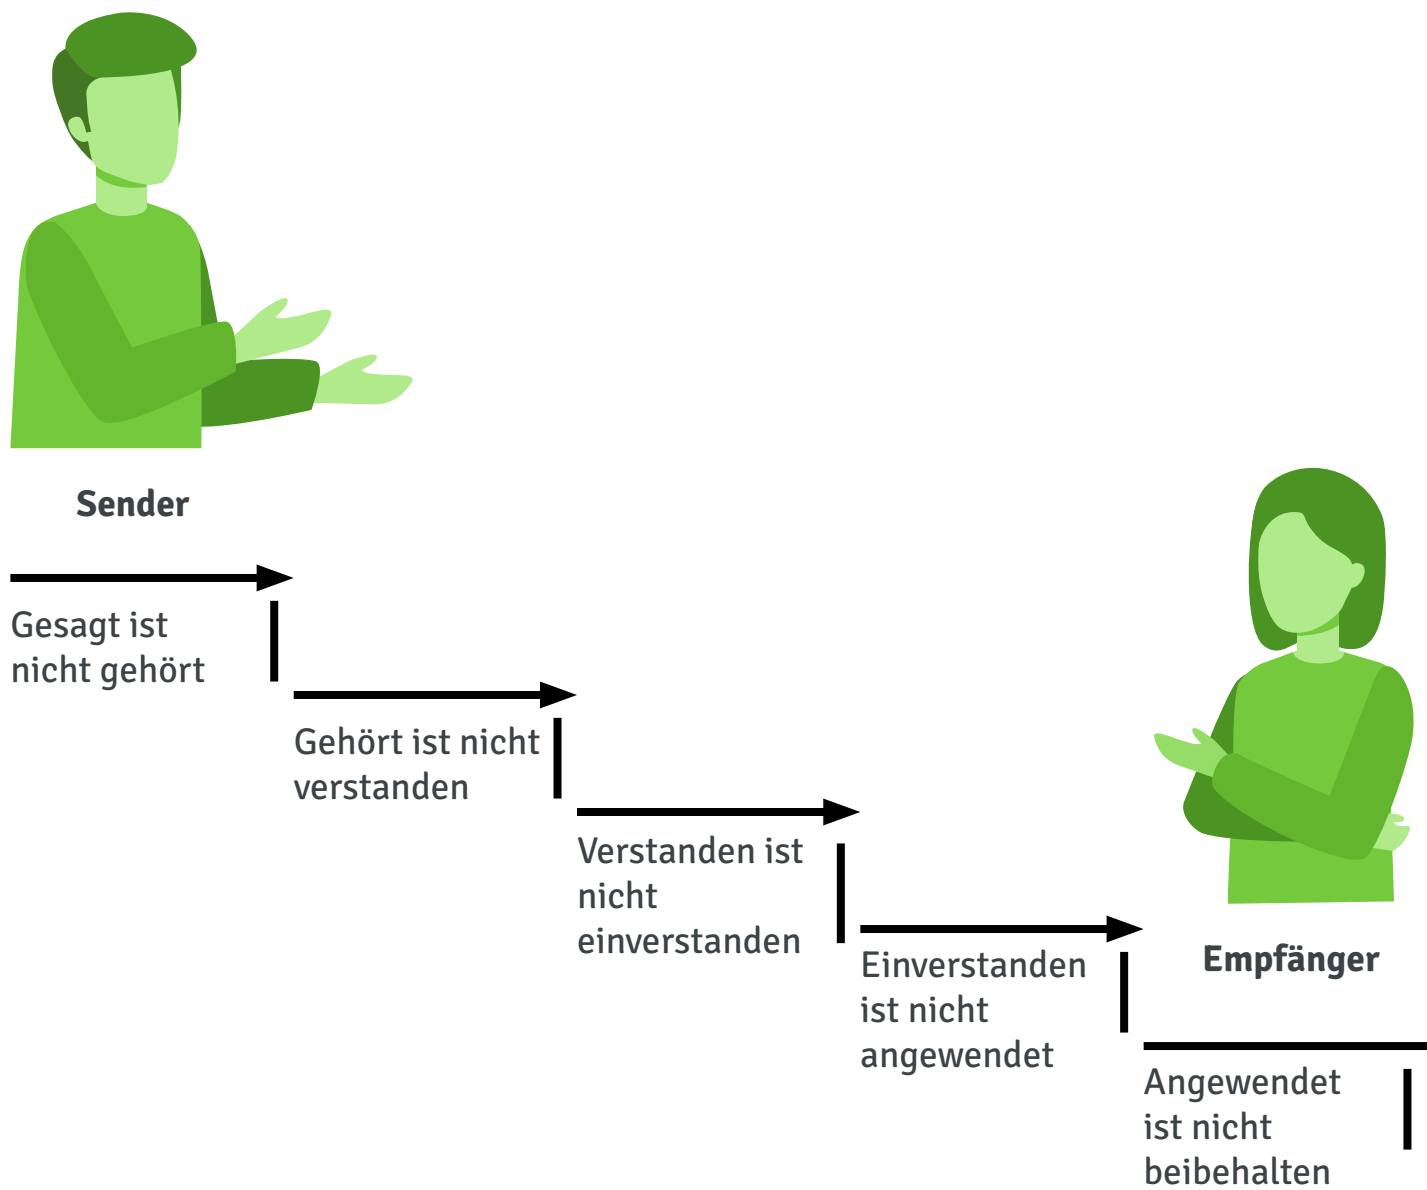 Sender
Gesagt ist
nicht gehört
Gehört ist nicht
verstanden
Verstanden ist
nicht
einverstanden
Einverstanden
ist nicht
angewendet
Empfänger
Angewendet
ist nicht
beibehalten